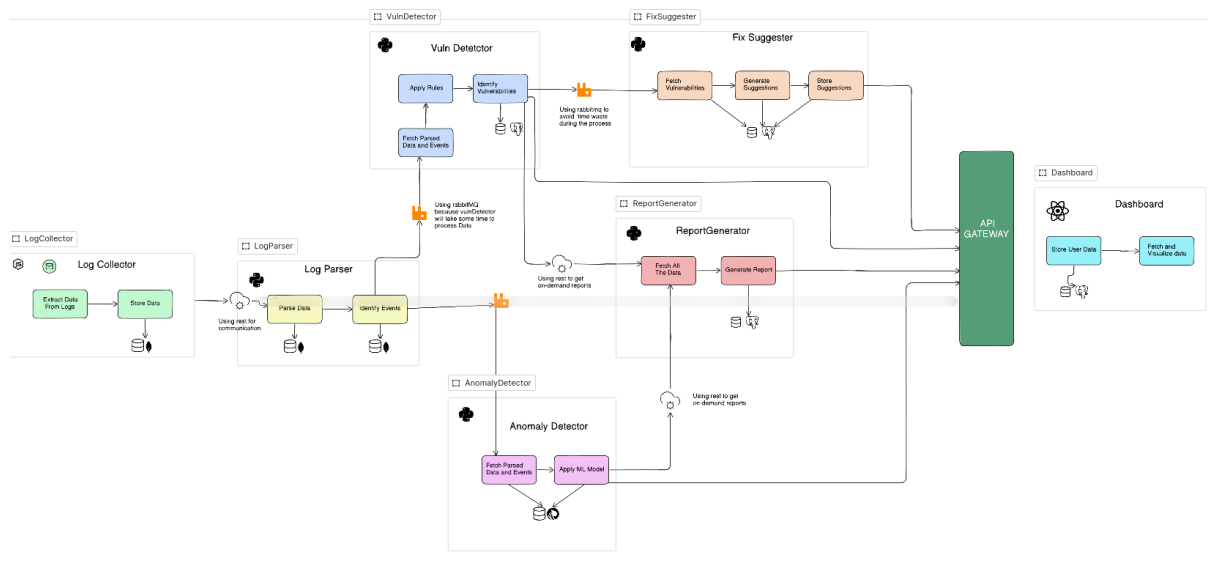 VulnDetector
FixSuggester
Vuln Detetctor
Fix Suggester
Apply Rules
Identify
Vulnerabilities
Fetch
Vulnerabilities
Generate
Suggestions
Store
Suggestions
Using rabbitmq to
avoid time waste
during the process
Fetch Parsed
Data and Events
Using rabbitMQ
because vulnDetector
will take some time to
process Data
ReportGenerator
ReportGenerator
API
GATEWAY
Dashboard
Dashboard
Store User Data
Fetch and
Visualize data
LogCollector
Log Collector
LogParser
Log Parser
Extract Data
From Logs
Store Data
Using rest for
communication
Parse Data
Identify Events
Using rest to get
on-demand reports
Fetch All
The Data
Generate Report
AnomalyDetector
Anomaly Detector
Using rest to get
on-demand reports
Fetch Parsed
Data and Events
Apply ML Model